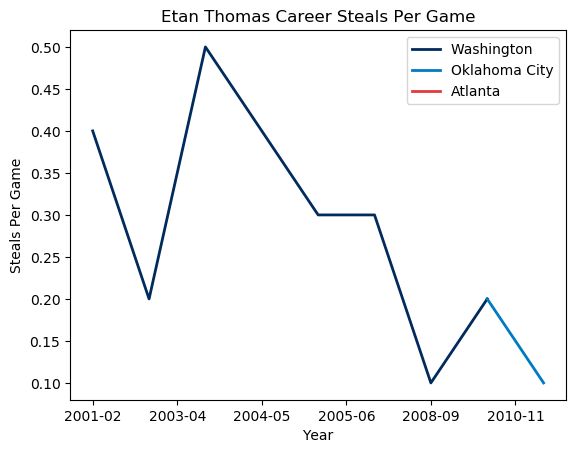 Etan Thomas Career Steals Per Game
Washington
Oklahoma City
Atlanta
Steals Per Game
0.50
0.45
0.40
0.35
0.30
0.25
0.20
0.15
0.10
2001-02 2003-04 2004-05 2005-06 2008-09 2010-11
Year